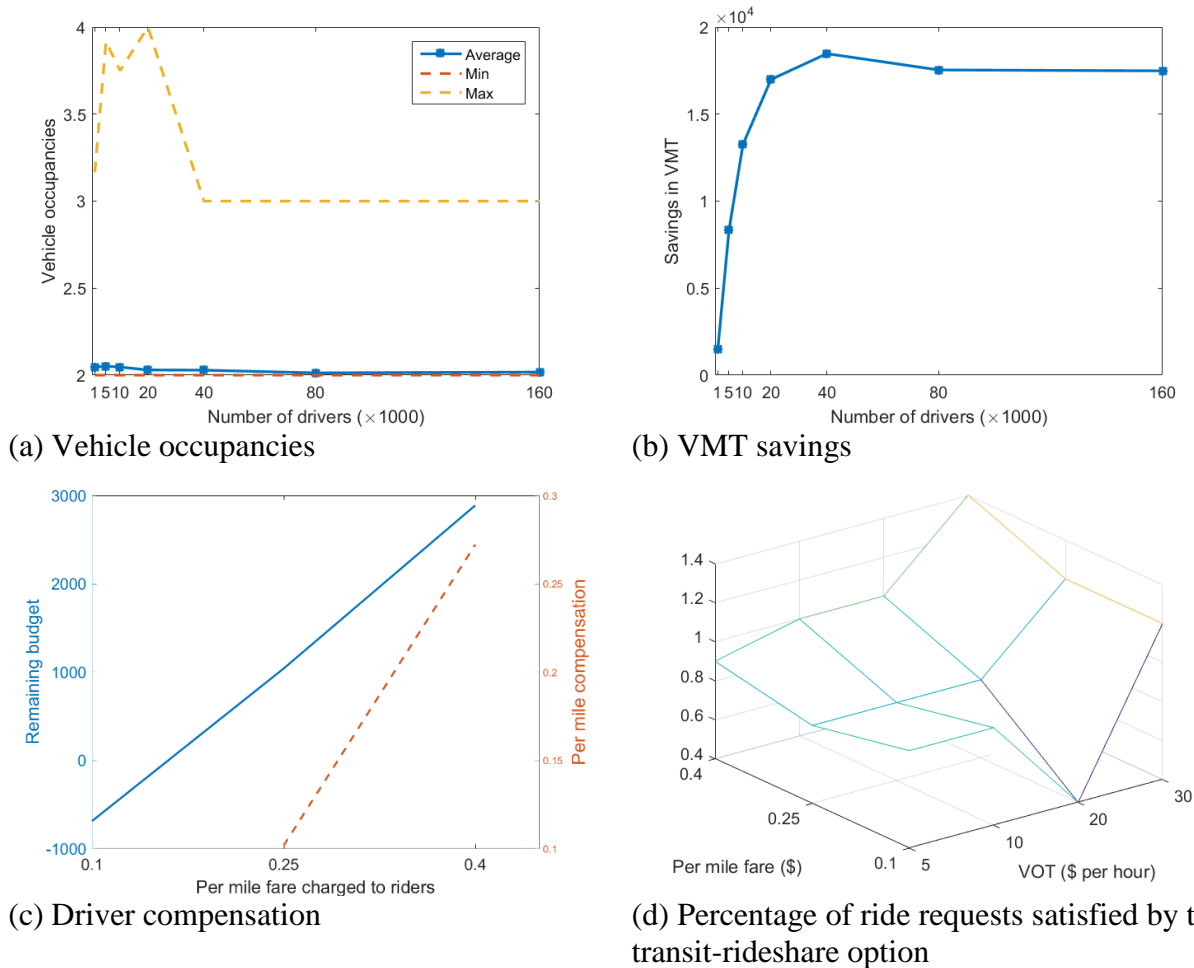 ×10⁴
4
3.5
3
2.5
2
Vehicle occupancies
Average
Min
Max
1 5 10 20 40 80 160
Number of drivers (×1000)
(a) Vehicle occupancies
2
1.5
1
0.5
0
Savings in VMT
1 5 10 20 40 80 160
Number of drivers (×1000)
(b) VMT savings
3000
2000
1000
0
-1000
Remaining budget
0.3
0.25
0.2
0.15
0.1
Per mile compensation
0.1 0.25 0.4
Per mile fare charged to riders
(c) Driver compensation
1.4
1.2
1
0.8
0.6
0.4
0.4
0.25
0.1
Per mile fare ($)
5
10
20
30
VOT ($ per hour)
(d) Percentage of ride requests satisfied by t
transit-rideshare option